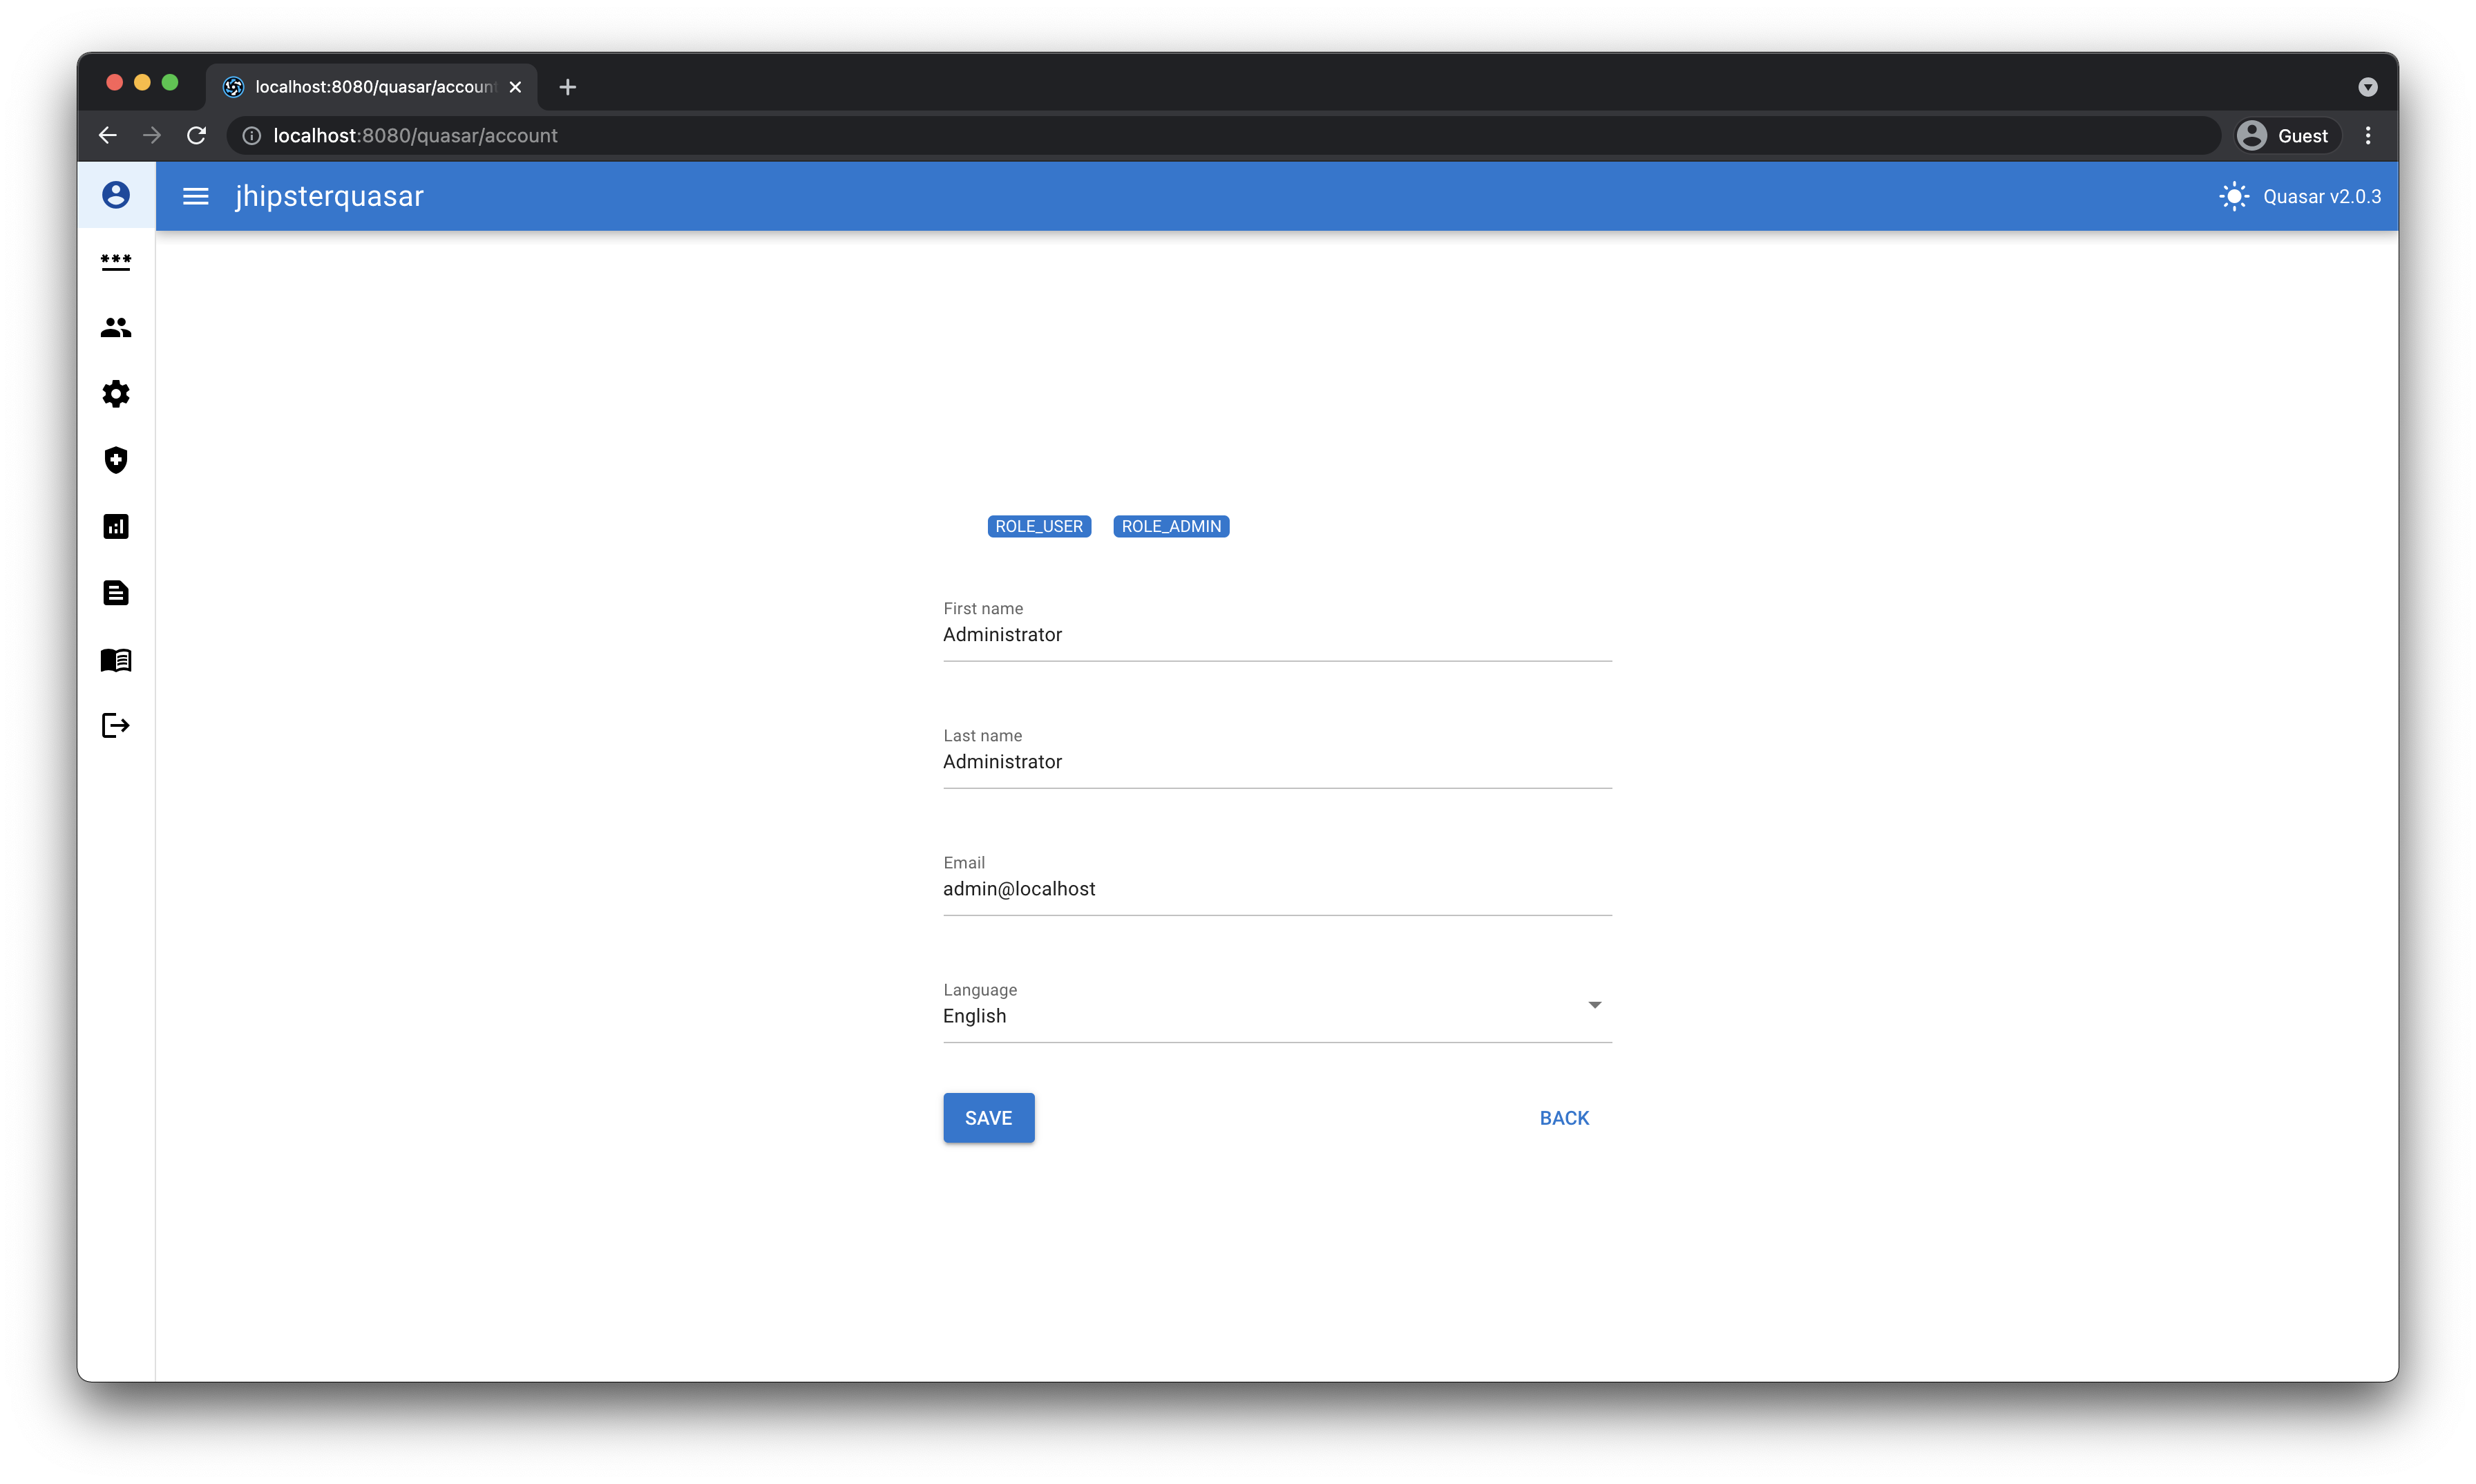 localhost:8080/quasar/accoun
localhost:8080/quasar/account
Guest
jhipsterquasar
Quasar v2.0.3
***
ROLE_USER ROLE_ADMIN
First name
Administrator
Last name
Administrator
Email
admin@localhost
Language
English
SAVE
BACK